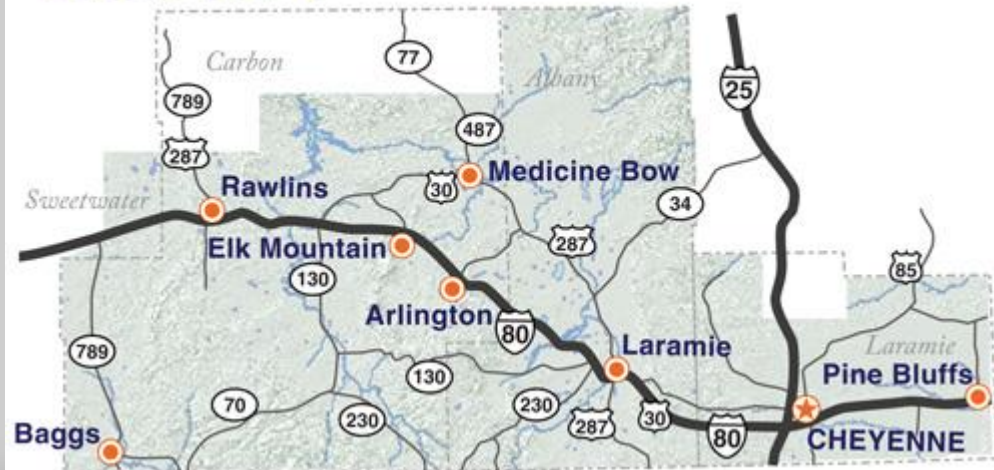 77
Carbon
Albany
25
789
487
287
Medicine Bow
30
Rawlins
Sweetwater
34
Elk Mountain
287
85
130
Arlington
80
Laramie
Laramie
789
130
Pine Bluffs
70
230
230
287
30
80
Baggs
CHEYENNE